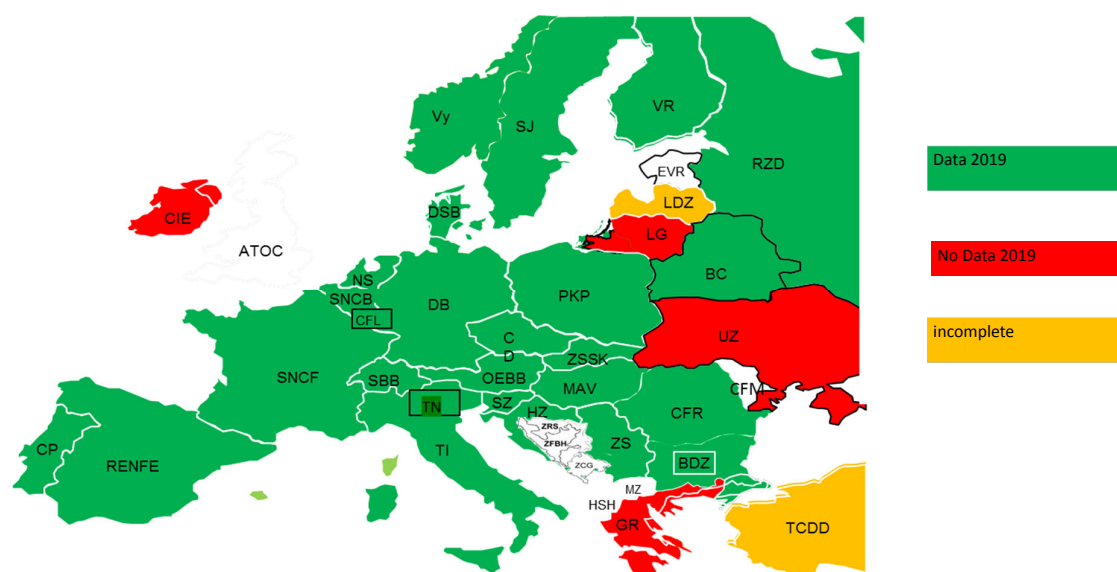 Vy
SJ
VR
RZD
EVR
LDZ
LG
BC
CIE
ATOC
DSB
NS
SNCB
CFL
DB
PKP
UZ
C
D
ZSSK
SNCF
SBB
OEBB
MAV
CFM
TN
SZ
HZ
CFR
ZRS
ZFBH
ZS
ZCG
CP
RENFE
TI
BDZ
MZ
HSH
GR
TCDD
Data 2019
No Data 2019
incomplete